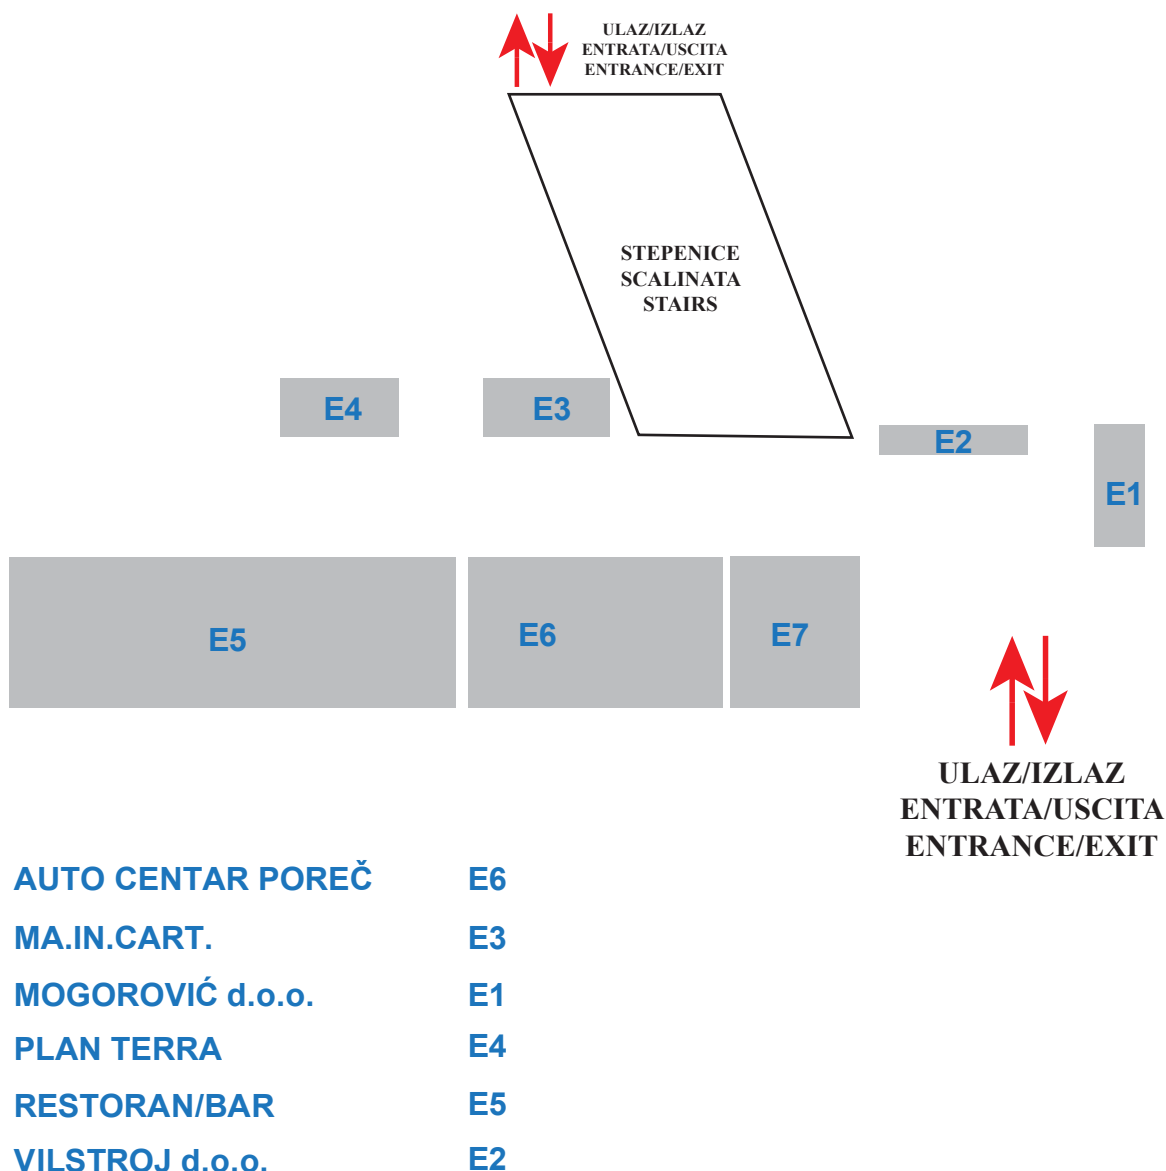 ULAZ/IZLAZ
ENTRATA/USCITA
ENTRANCE/EXIT
STEPENICE
SCALINATA
STAIRS
E4
E3
E2
E1
E5
E6
E7
ULAZ/IZLAZ
ENTRATA/USCITA
ENTRANCE/EXIT
AUTO CENTAR POREČ E6
MA.IN.CART. E3
MOGOROVIĆ d.o.o. E1
PLAN TERRA E4
RESTORAN/BAR E5
VILSTROJ d.o.o. E2